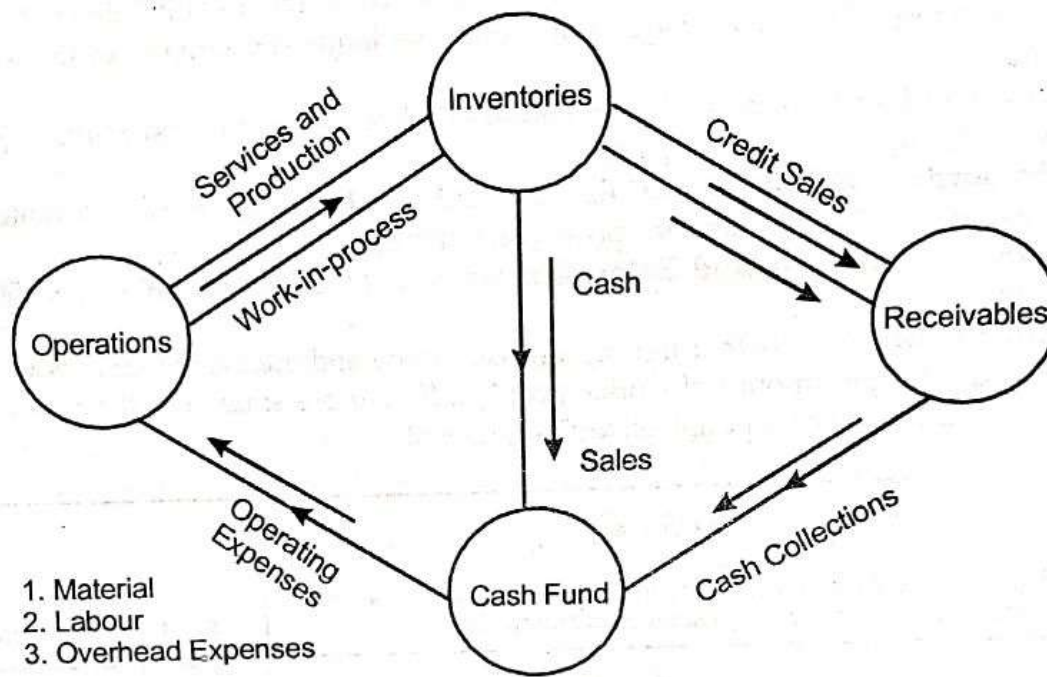 Inventories
Services and
Production
Work-in-process
Credit Sales
Cash
Sales
Operations
Receivables
Operating
Expenses
Cash Fund
Cash Collections
1. Material
2. Labour
3. Overhead Expenses